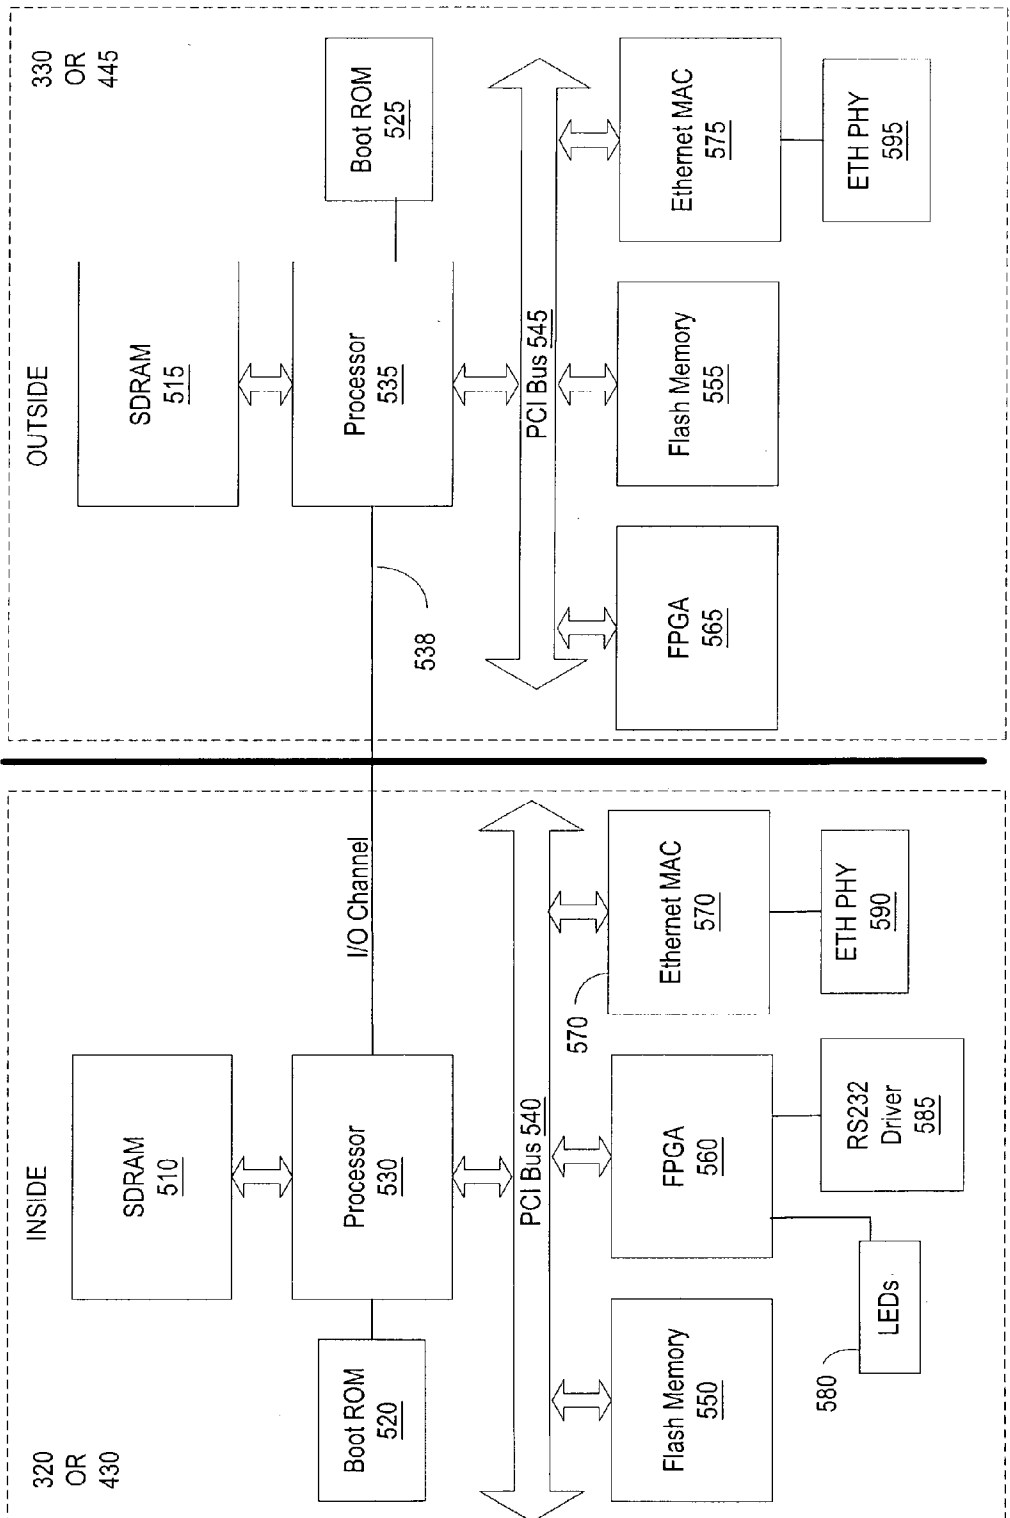 320
OR
430
INSIDE
SDRAM
510
Boot ROM
520
Processor
530
I/O Channel
PCI Bus 540
Flash Memory
550
FPGA
560
570
Ethernet MAC
570
580
LEDs
RS232
Driver
585
ETH PHY
590
OUTSIDE
330
OR
445
SDRAM
515
538
Processor
535
Boot ROM
525
PCI Bus 545
FPGA
565
Flash Memory
555
Ethernet MAC
575
ETH PHY
595